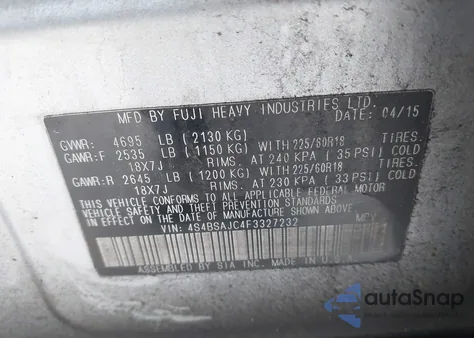 MFD BY FUJI HEAVY INDUSTRIES LTD. DATE: 04/15
GVWR: 4695 LB (2130 KG)
GAWR:F 2535 LB (1150 KG) WITH 225/60R18 TIRES.
18X7J RIMS. AT 240 KPA (35 PSI) COLD
GAWR:R 2645 LB (1200 KG) WITH 225/60R18 TIRES.
18X7J RIMS. AT 230 KPA (33 PSI) COLD
THIS VEHICLE CONFORMS TO ALL APPLICABLE FEDERAL MOTOR
VEHICLE SAFETY STANDARDS
IN EFFECT ON THE DATE OF MANUFACTURE SHOWN ABOVE.
VIN: 4S4BSAJC4F3327232 MPV
ASSEMBLED BY SIA INC. MADE IN U.S.A.
autaSnap